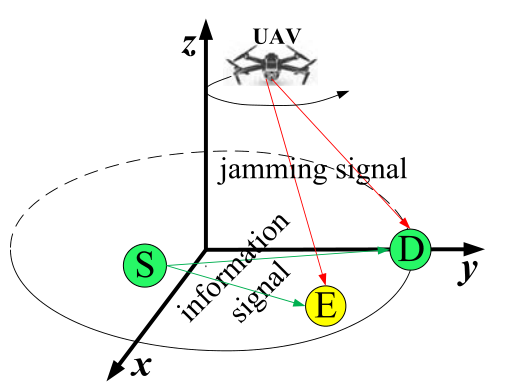 UAV
z
jamming signal
information
signal
S
D
E
y
x